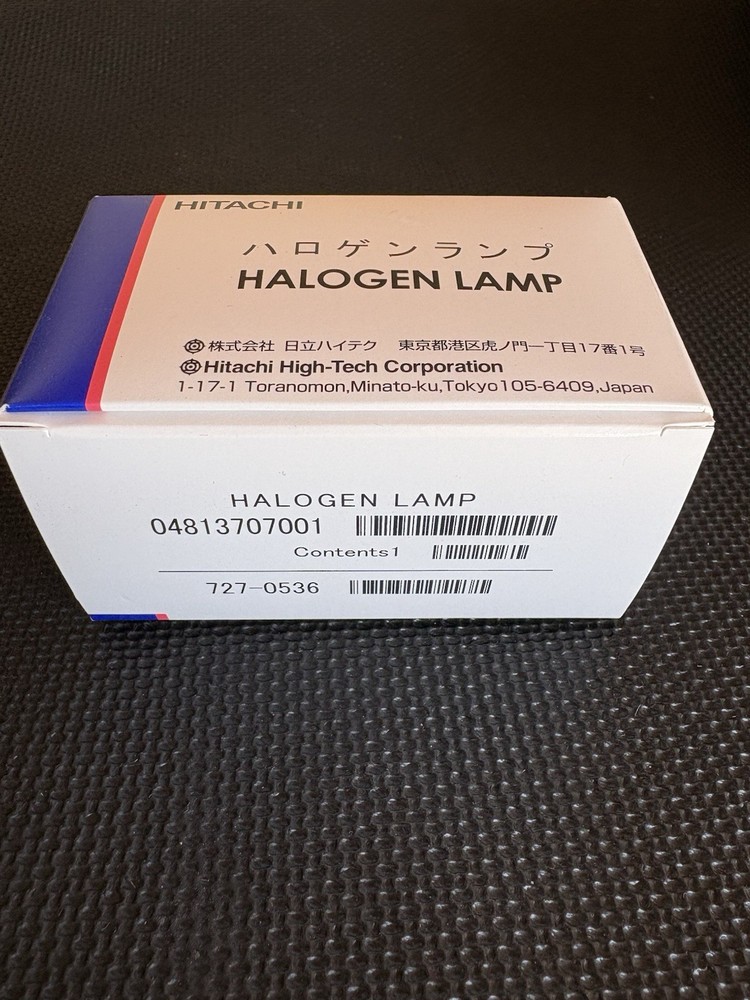 HITACHI
ハロゲンランプ
HALOGEN LAMP
株式会社 日立ハイテク 東京都港区虎ノ門一丁目17番1号
Hitachi High-Tech Corporation
1-17-1 Toranomon,Minato-ku,Tokyo105-6409,Japan
HALOGEN LAMP
04813707001
Contents1
727-0536